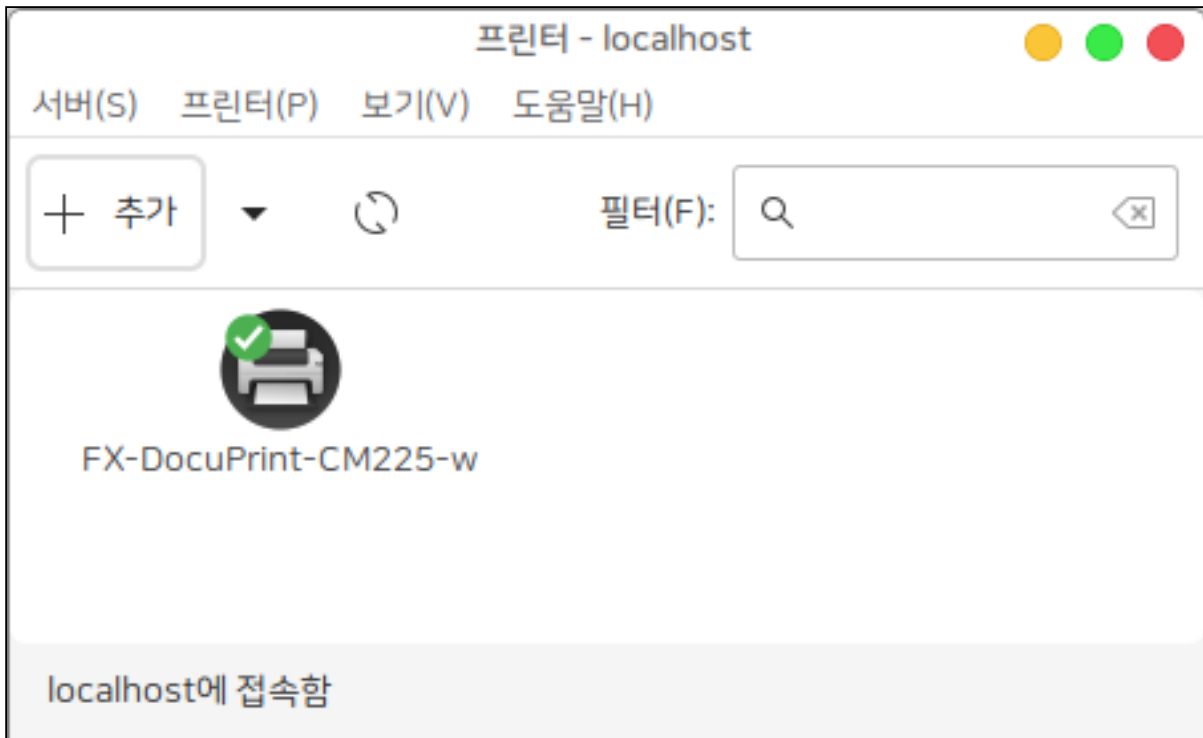 프린터 - localhost
서버(S) 프린터(P) 보기(V) 도움말(H)
추가 필터(F):
FX-DocuPrint-CM225-w
localhost에 접속함